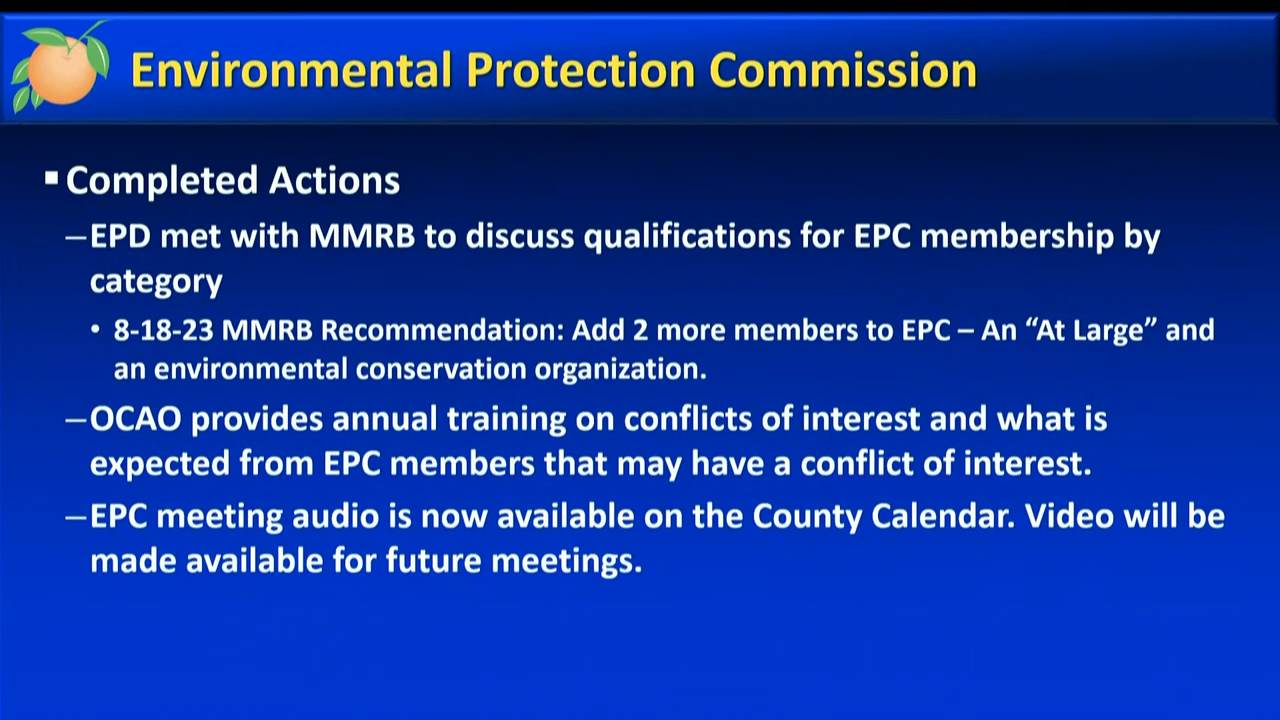 Environmental Protection Commission
▪ Completed Actions
–EPD met with MMRB to discuss qualifications for EPC membership by
category
• 8-18-23 MMRB Recommendation: Add 2 more members to EPC – An “At Large” and
an environmental conservation organization.
–OCAO provides annual training on conflicts of interest and what is
expected from EPC members that may have a conflict of interest.
–EPC meeting audio is now available on the County Calendar. Video will be
made available for future meetings.